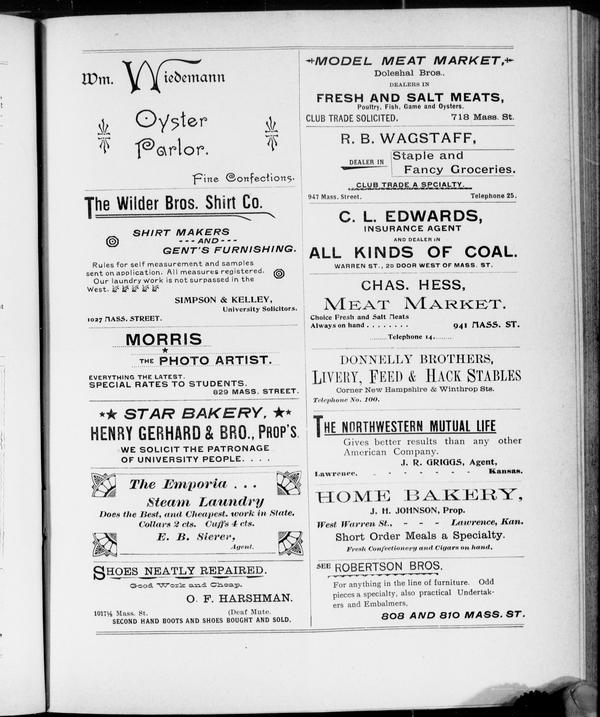 Wm. Wiedemann
Oyster
Parlor.
Fine Confections.
The Wilder Bros. Shirt Co.
SHIRT MAKERS
---AND---
GENT'S FURNISHING.
Rules for self measurement and samples
sent on application. All measures registered.
Our laundry work is not surpassed in the
West.
SIMPSON & KELLEY,
University Solicitors.
1027 MASS. STREET.
MORRIS
THE PHOTO ARTIST.
EVERYTHING THE LATEST.
SPECIAL RATES TO STUDENTS.
829 MASS. STREET.
STAR BAKERY,
HENRY GERHARD & BRO., PROP'S.
WE SOLICIT THE PATRONAGE
OF UNIVERSITY PEOPLE. . . .
The Emporia . . .
Steam Laundry
Does the Best, and Cheapest, work in State.
Collars 2 cts. Cuffs 4 cts.
E. B. Sierer,
Agent.
SHOES NEATLY REPAIRED.
Good Work and Cheap.
O. F. HARSHMAN.
1017½ Mass. St. (Deaf Mute.
SECOND HAND BOOTS AND SHOES BOUGHT AND SOLD.
MODEL MEAT MARKET,
Doleshal Bros.,
DEALERS IN
FRESH AND SALT MEATS,
Poultry, Fish, Game and Oysters.
CLUB TRADE SOLICITED. 718 Mass. St.
R. B. WAGSTAFF,
DEALER IN Staple and
Fancy Groceries.
CLUB TRADE A SPCIALTY.
947 Mass. Street. Telephone 25.
C. L. EDWARDS,
INSURANCE AGENT
AND DEALER IN
ALL KINDS OF COAL.
WARREN ST., 2D DOOR WEST OF MASS. ST.
CHAS. HESS,
MEAT MARKET.
Choice Fresh and Salt Meats
Always on hand . . . . . . . . 941 MASS. ST.
........Telephone 14.........
DONNELLY BROTHERS,
LIVERY, FEED & HACK STABLES
Corner New Hampshire & Winthrop Sts.
Telephone No. 100.
THE NORTHWESTERN MUTUAL LIFE
Gives better results than any other
American Company.
J. R. GRIGGS, Agent,
Lawrence, - - - - - - Kansas.
HOME BAKERY,
J. H. JOHNSON, Prop.
West Warren St., - - - Lawrence, Kan.
Short Order Meals a Specialty.
Fresh Confectionery and Cigars on hand.
SEE ROBERTSON BROS.
For anything in the line of furniture. Odd
pieces a specialty, also practical Undertak-
ers and Embalmers,
808 AND 810 MASS. ST.